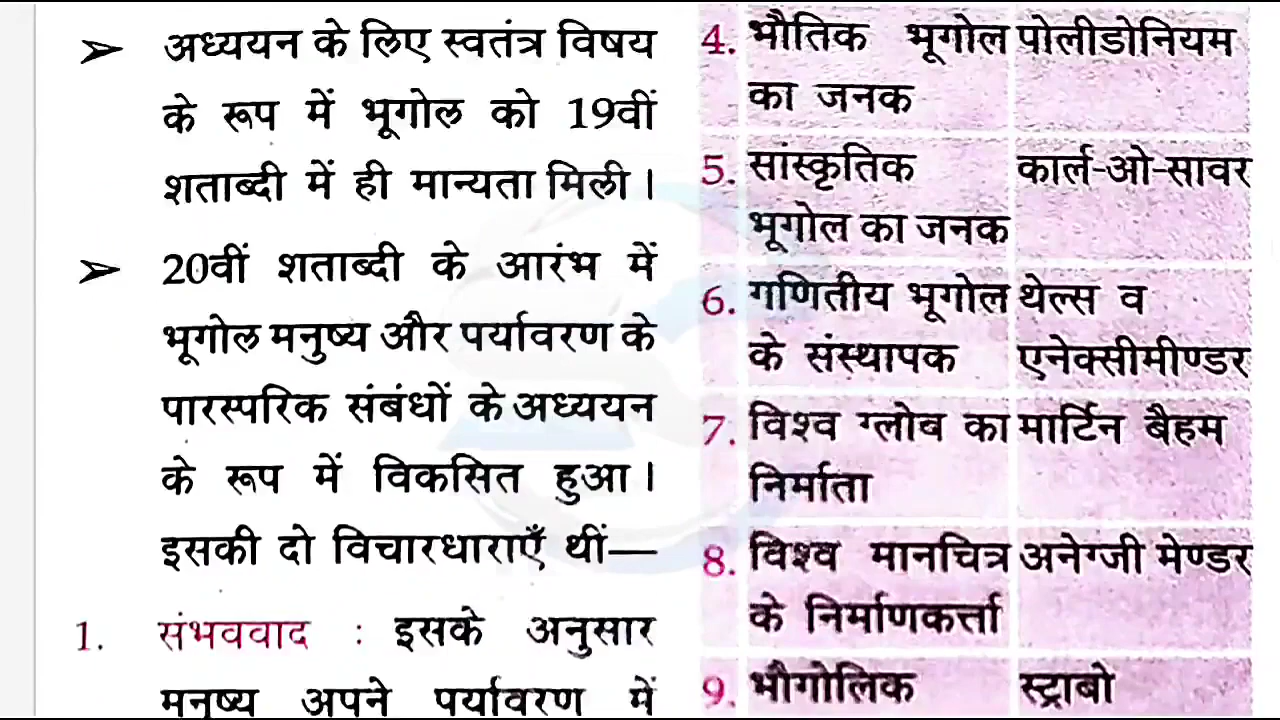 ➢ अध्ययन के लिए स्वतंत्र विषय
के रूप में भूगोल को 19वीं
शताब्दी में ही मान्यता मिली।
➢ 20वीं शताब्दी के आरंभ में
भूगोल मनुष्य और पर्यावरण के
पारस्परिक संबंधों के अध्ययन
के रूप में विकसित हुआ।
इसकी दो विचारधाराएँ थीं—
1. संभववाद : इसके अनुसार
मनुष्य अपने पर्यावरण में
4. भौतिक भूगोल पोलीडोनियम
का जनक
5. सांस्कृतिक कार्ल-ओ-सावर
भूगोल का जनक
6. गणितीय भूगोल थेल्स व
के संस्थापक एनेक्सीमीण्डर
7. विश्व ग्लोब का मार्टिन बैहम
निर्माता
8. विश्व मानचित्र अनेग्जी मेण्डर
के निर्माणकर्त्ता
9. भौगोलिक स्ट्राबो